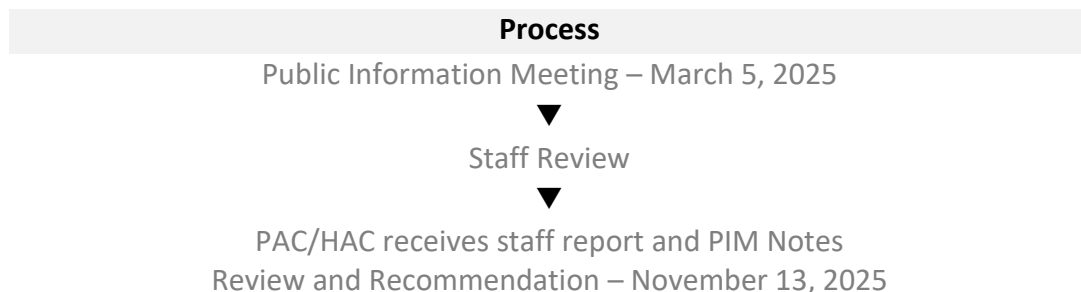 Process
Public Information Meeting – March 5, 2025
▼
Staff Review
▼
PAC/HAC receives staff report and PIM Notes
Review and Recommendation – November 13, 2025